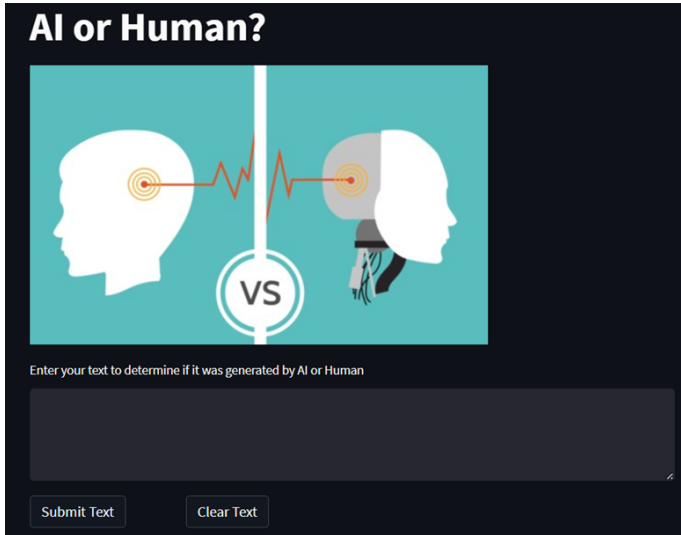 AI or Human?
VS
Enter your text to determine if it was generated by AI or Human
Submit Text
Clear Text